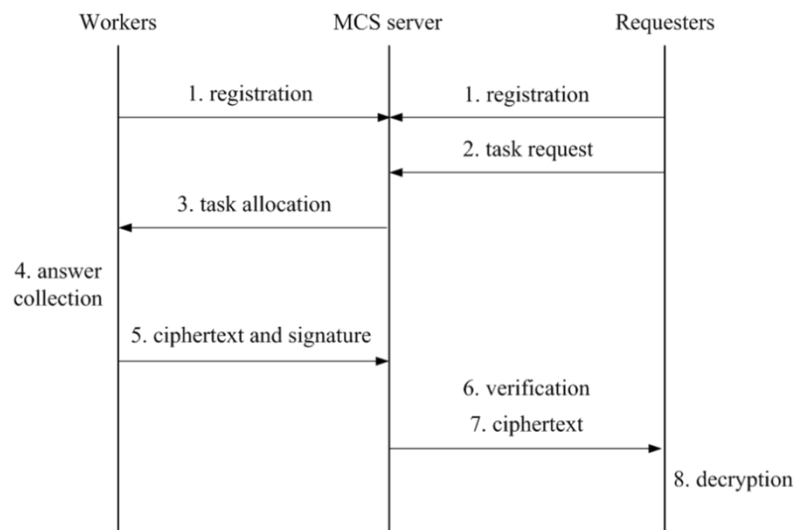 Workers
MCS server
Requesters
1. registration
1. registration
2. task request
3. task allocation
4. answer
collection
5. ciphertext and signature
6. verification
7. ciphertext
8. decryption